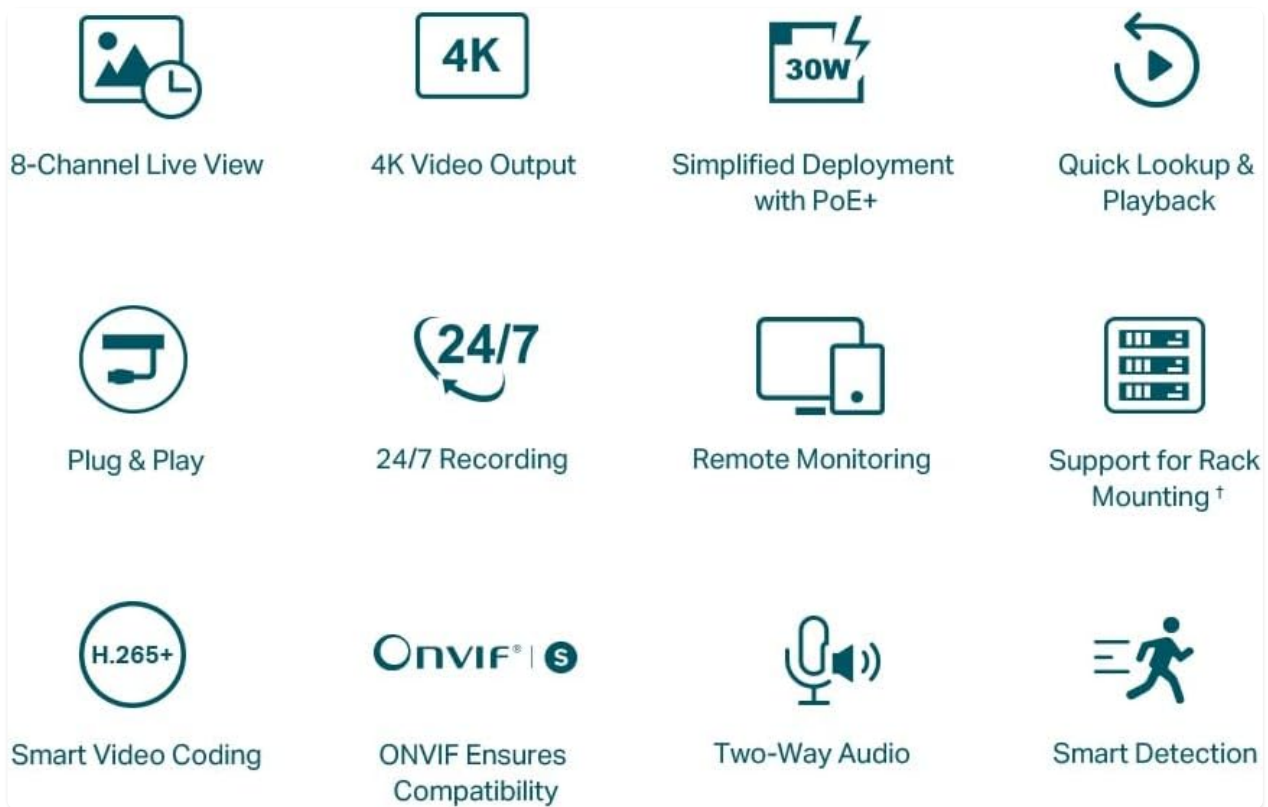 4K
30W
8-Channel Live View
4K Video Output
Simplified Deployment
with PoE+
Quick Lookup &
Playback
24/7
Plug & Play
24/7 Recording
Remote Monitoring
Support for Rack
Mounting †
H.265+
ONVIF® | S
Smart Video Coding
ONVIF Ensures
Compatibility
Two-Way Audio
Smart Detection